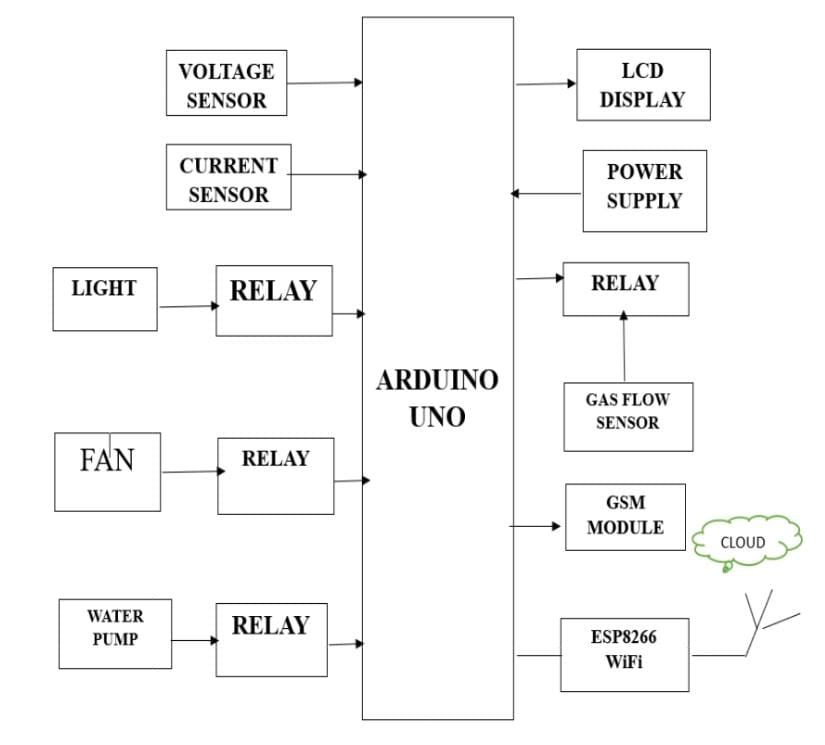 VOLTAGE
SENSOR
CURRENT
SENSOR
LIGHT
RELAY
FAN
RELAY
WATER
PUMP
RELAY
ARDUINO
UNO
LCD
DISPLAY
POWER
SUPPLY
RELAY
GAS FLOW
SENSOR
GSM
MODULE
CLOUD
ESP8266
WiFi